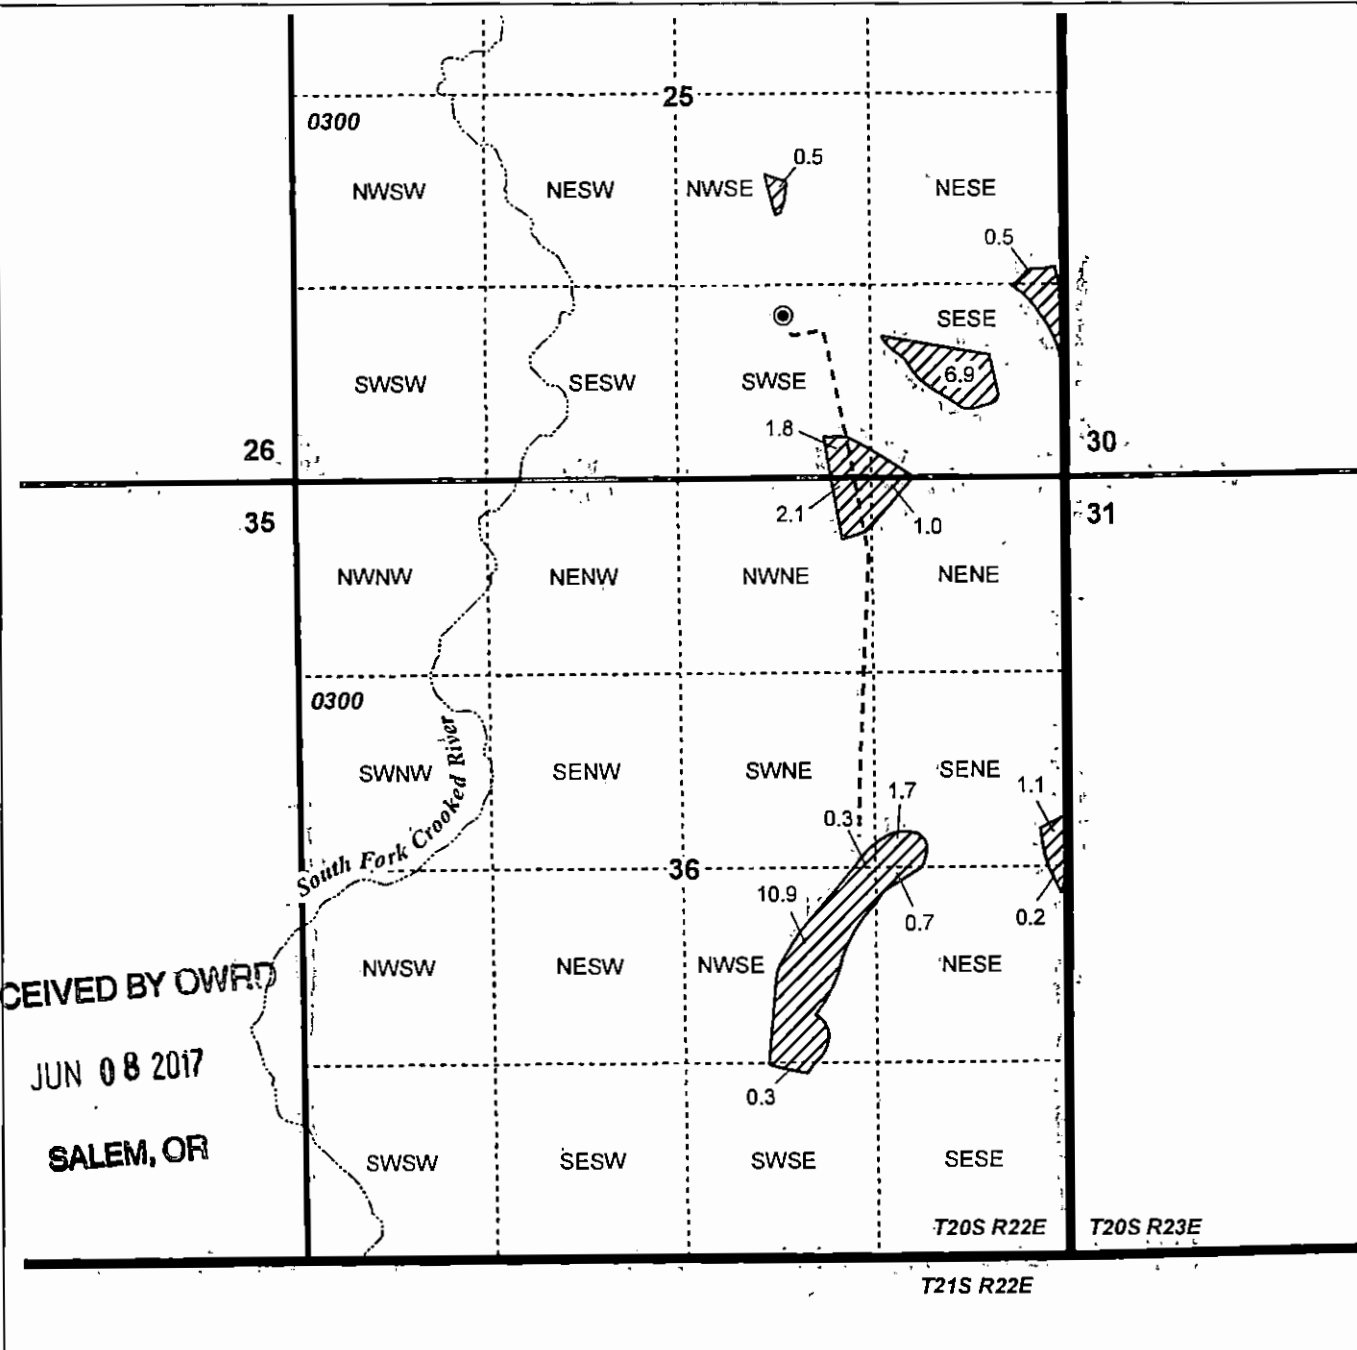 25
0300
0.5
NWSW
NESW
NWSE
NESE
0.5
SESE
SWSW
SESW
SWSE
6.9
1.8
26
30
35
2.1
1.0
31
NWNW
NENW
NWNE
NENE
0300
South Fork Crooked River
SWNW
SENW
SWNE
SENE
1.1
1.7
0.3
36
10.9
0.7
0.2
NWSW
NESW
NWSE
NESE
CEIVED BY OWRD
JUN 08 2017
0.3
SALEM, OR
SWSW
SESW
SWSE
SESE
T20S R22E
T20S R23E
T21S R22E